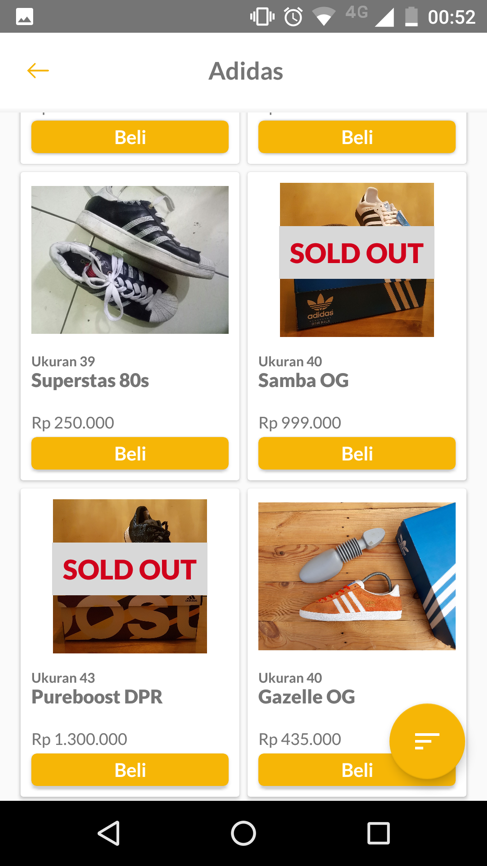 4G 00:52
Adidas
Beli
Beli
SOLD OUT
adidas
Ukuran 39
Superstas 80s
Rp 250.000
Beli
Ukuran 40
Samba OG
Rp 999.000
Beli
SOLD OUT
adidas
oost
Ukuran 43
Pureboost DPR
Rp 1.300.000
Beli
Ukuran 40
Gazelle OG
Rp 435.000
Beli